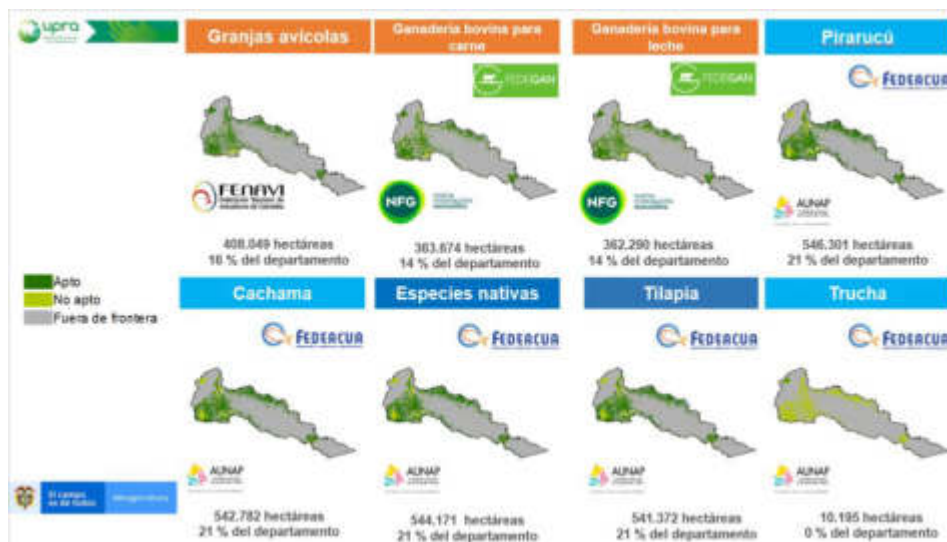 upra
Granjas avícolas
Ganadería bovina para
carne
Ganadería bovina para
leche
Pirarucú
FEDEGAN
FEDEGAN
FEDEACUA
FENAVI
NFG
NFG
AUNAP
408.049 hectáreas
16 % del departamento
363.674 hectáreas
14 % del departamento
362.290 hectáreas
14 % del departamento
546.301 hectáreas
21 % del departamento
Apto
No apto
Fuera de frontera
Cachama
Especies nativas
Tilapia
Trucha
FEDEACUA
FEDEACUA
FEDEACUA
FEDEACUA
AUNAP
AUNAP
AUNAP
AUNAP
El campo
es de todos
Minagricultura
542.782 hectáreas
21 % del departamento
544.171 hectáreas
21 % del departamento
541.372 hectáreas
21 % del departamento
10.195 hectáreas
0 % del departamento